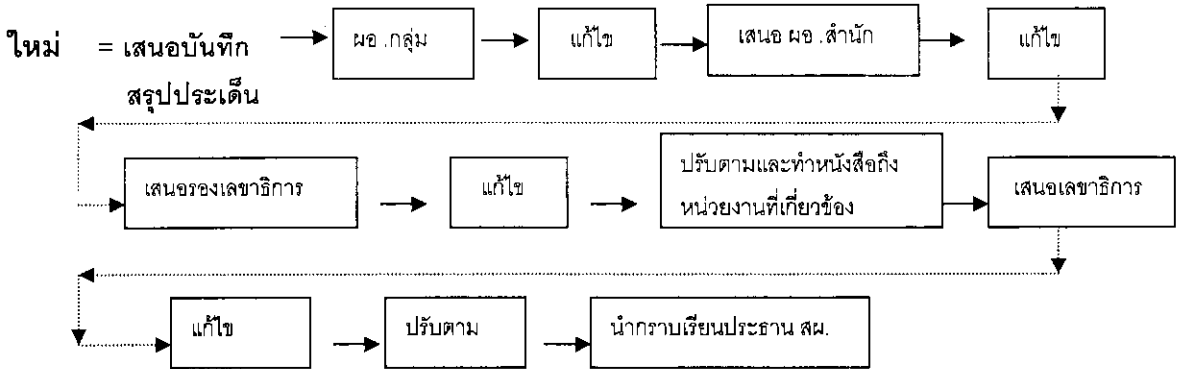 ใหม่ = เสนอบันทึก
สรุปประเด็น
ผอ .กลุ่ม
แก้ไข
เสนอ ผอ .สำนัก
แก้ไข
เสนอรองเลขาธิการ
แก้ไข
ปรับตามและทำหนังสือถึง
หน่วยงานที่เกี่ยวข้อง
เสนอเลขาธิการ
แก้ไข
ปรับตาม
นำกราบเรียนประธาน สผ.